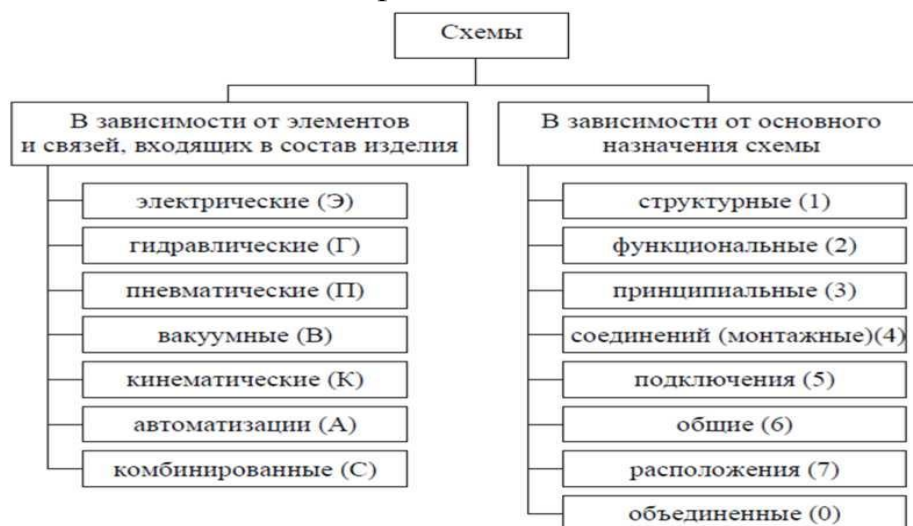 Схемы
В зависимости от элементов
и связей, входящих в состав изделия
электрические (Э)
гидравлические (Г)
пневматические (П)
вакуумные (В)
кинематические (К)
автоматизации (А)
комбинированные (С)
В зависимости от основного
назначения схемы
структурные (1)
функциональные (2)
принципиальные (3)
соединений (монтажные)(4)
подключения (5)
общие (6)
расположения (7)
объединенные (0)